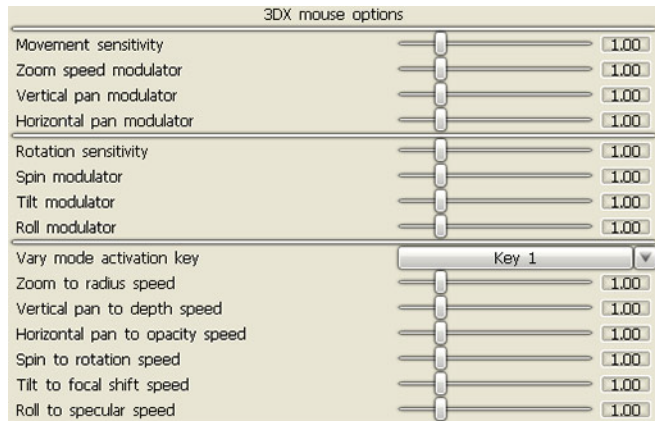 3DX mouse options
Movement sensitivity 1.00
Zoom speed modulator 1.00
Vertical pan modulator 1.00
Horizontal pan modulator 1.00
Rotation sensitivity 1.00
Spin modulator 1.00
Tilt modulator 1.00
Roll modulator 1.00
Vary mode activation key Key 1
Zoom to radius speed 1.00
Vertical pan to depth speed 1.00
Horizontal pan to opacity speed 1.00
Spin to rotation speed 1.00
Tilt to focal shift speed 1.00
Roll to specular speed 1.00